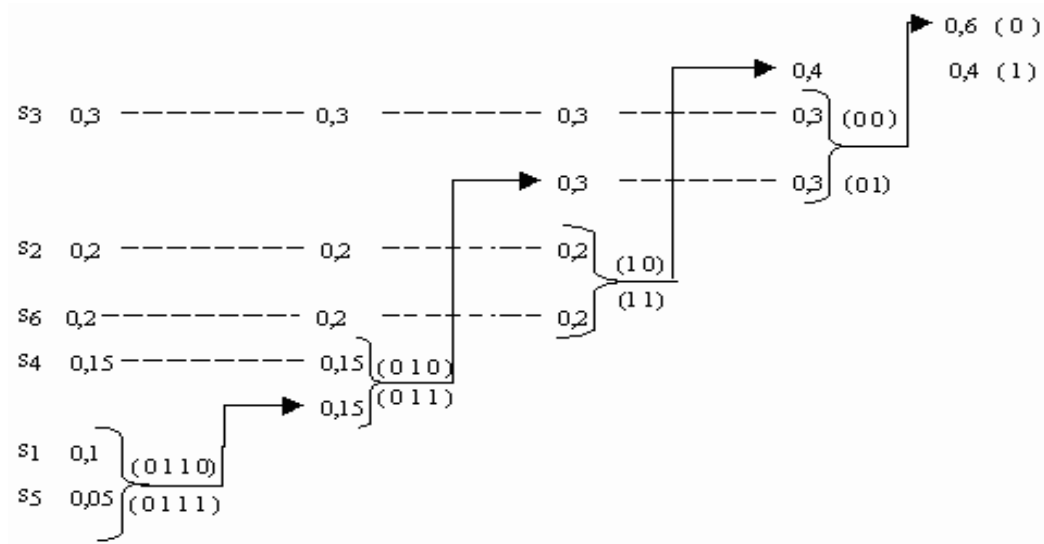 0,6 (0)
0,4 0,4 (1)
s3 0,3 0,3 0,3 0,3 (00)
0,3 0,3 (01)
s2 0,2 0,2 0,2 (10)
s6 0,2 0,2 0,2 (11)
s4 0,15 0,15 (010)
0,15 (011)
s1 0,1 (0110)
s5 0,05 (0111)